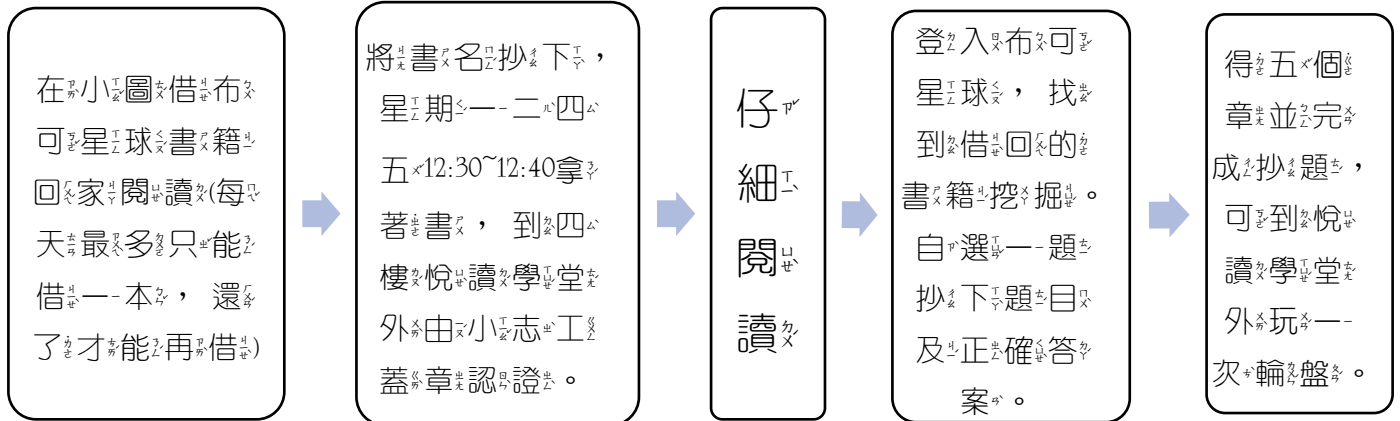 在小圖借布
可星球書籍
回家閱讀(每
天最多只能
借一本，還
了才能再借)
將書名抄下，
星期一二四
五12:30~12:40拿
著書，到四
樓悅讀學堂
外由小志工
蓋章認證。
仔
細
閱
讀
登入布可
星球，找
到借回的
書籍挖掘。
自選一題
抄下題目
及正確答
案。
得五個
章並完
成抄題，
可到悅
讀學堂
外玩一
次輪盤。